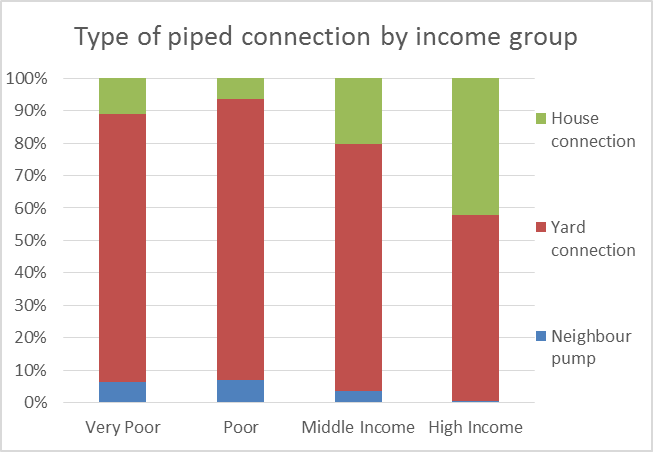 Type of piped connection by income group
100%
90%
80%
70%
60%
50%
40%
30%
20%
10%
0%
Very Poor
Poor
Middle Income
High Income
House
connection
Yard
connection
Neighbour
pump